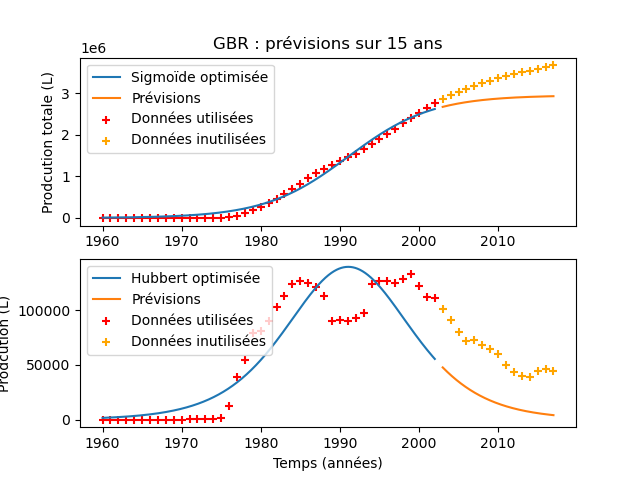 GBR : prévisions sur 15 ans
1e6
Prodcution totale (L)
3
2
1
0
Sigmoïde optimisée
Prévisions
Données utilisées
Données inutilisées
1960 1970 1980 1990 2000 2010
Prodcution (L)
100000
50000
0
Hubbert optimisée
Prévisions
Données utilisées
Données inutilisées
1960 1970 1980 1990 2000 2010
Temps (années)